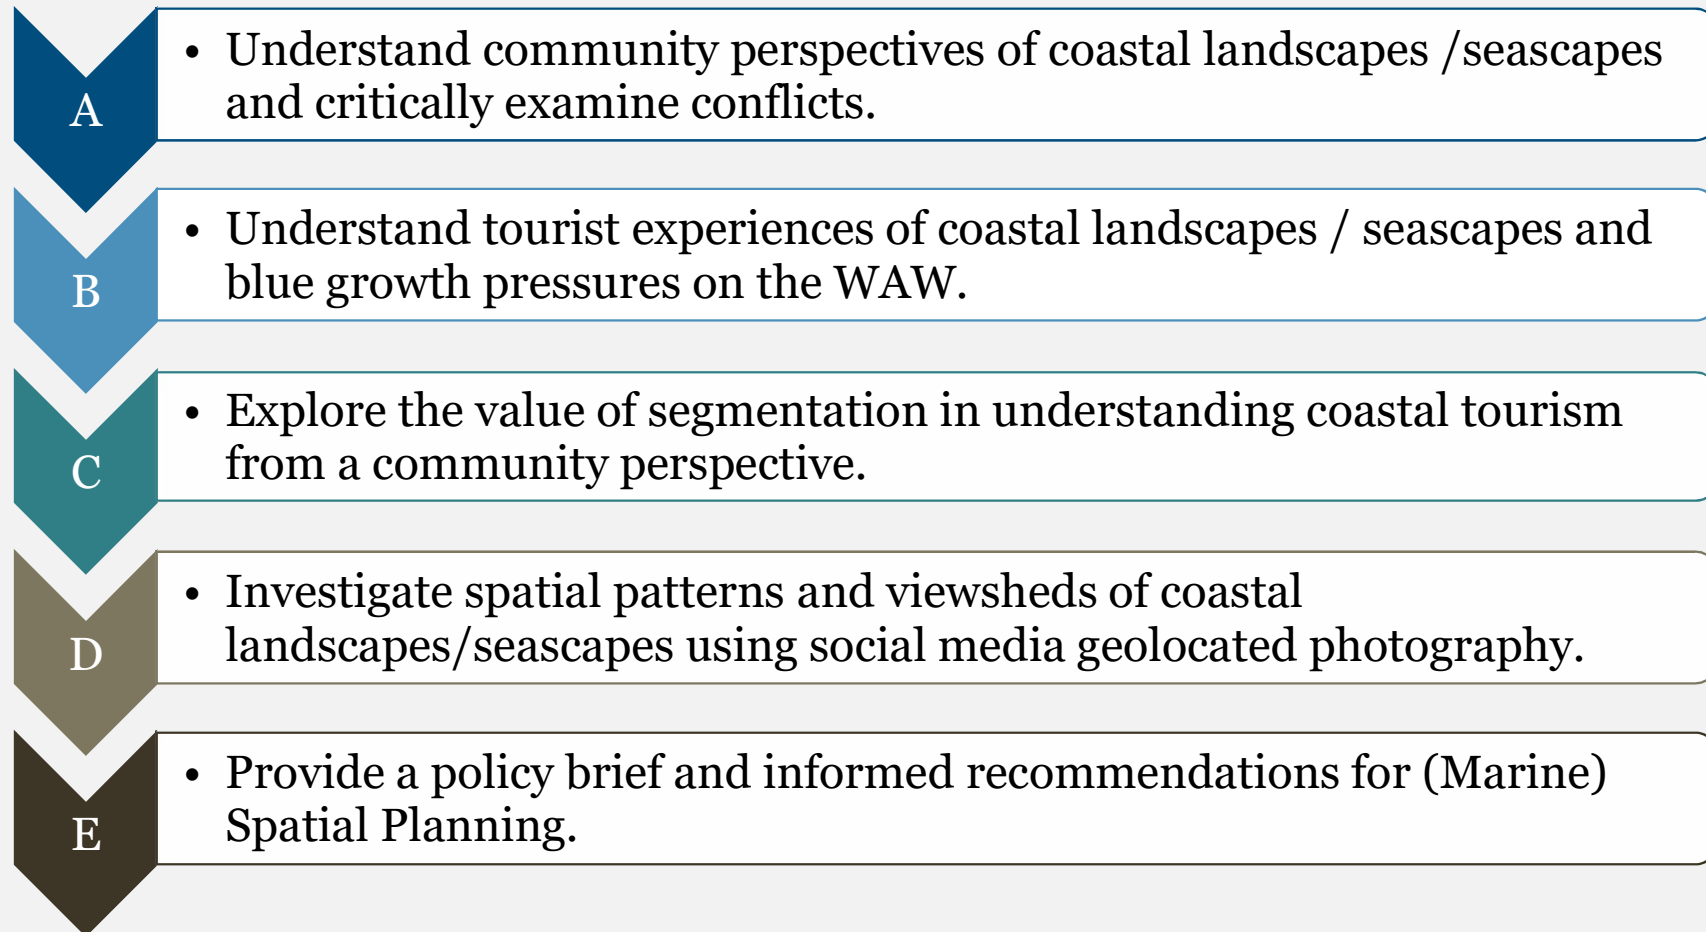 A
• Understand community perspectives of coastal landscapes /seascapes
and critically examine conflicts.
B
• Understand tourist experiences of coastal landscapes / seascapes and
blue growth pressures on the WAW.
C
• Explore the value of segmentation in understanding coastal tourism
from a community perspective.
D
• Investigate spatial patterns and viewsheds of coastal
landscapes/seascapes using social media geolocated photography.
E
• Provide a policy brief and informed recommendations for (Marine)
Spatial Planning.